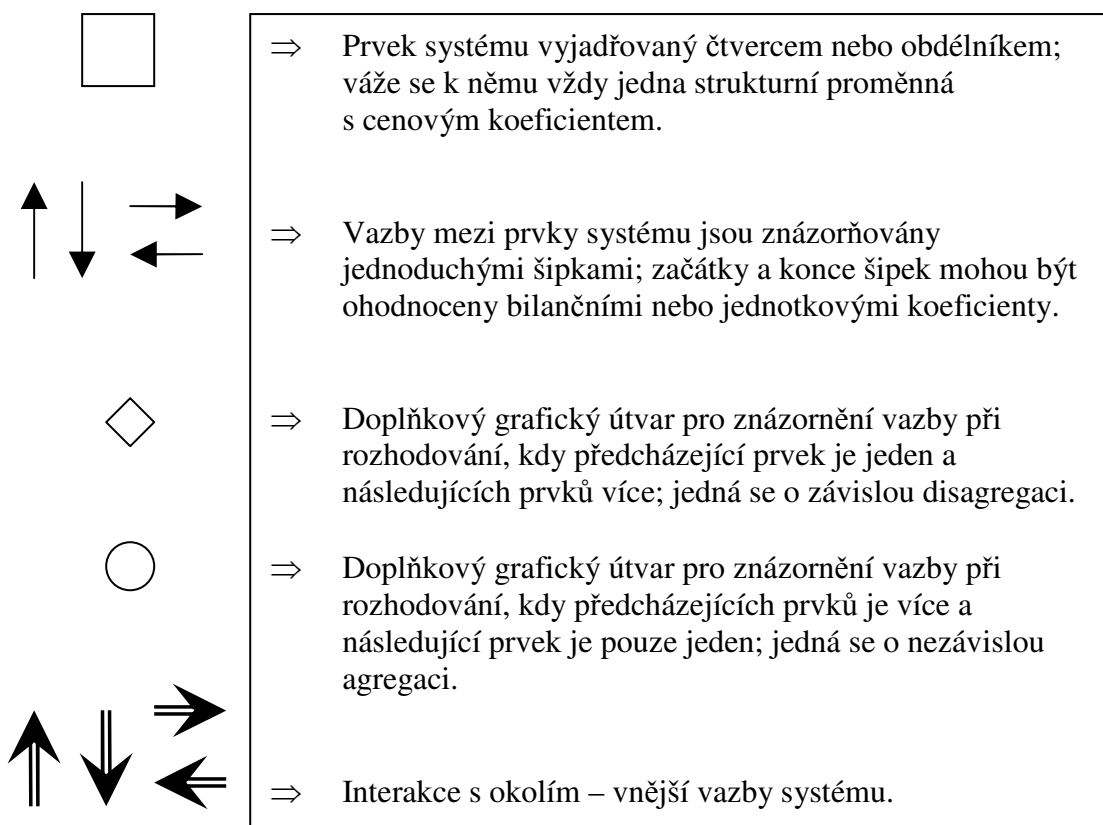 ⇒ Prvek systému vyjadřovaný čtvercem nebo obdélníkem;
váže se k němu vždy jedna strukturní proměnná
s cenovým koeficientem.
⇒ Vazby mezi prvky systému jsou znázorňovány
jednoduchými šipkami; začátky a konce šipek mohou být
ohodnoceny bilančními nebo jednotkovými koeficienty.
⇒ Doplňkový grafický útvar pro znázornění vazby při
rozhodování, kdy předcházející prvek je jeden a
následujících prvků více; jedná se o závislou disagregaci.
⇒ Doplňkový grafický útvar pro znázornění vazby při
rozhodování, kdy předcházejících prvků je více a
následující prvek je pouze jeden; jedná se o nezávislou
agregaci.
⇒ Interakce s okolím – vnější vazby systému.